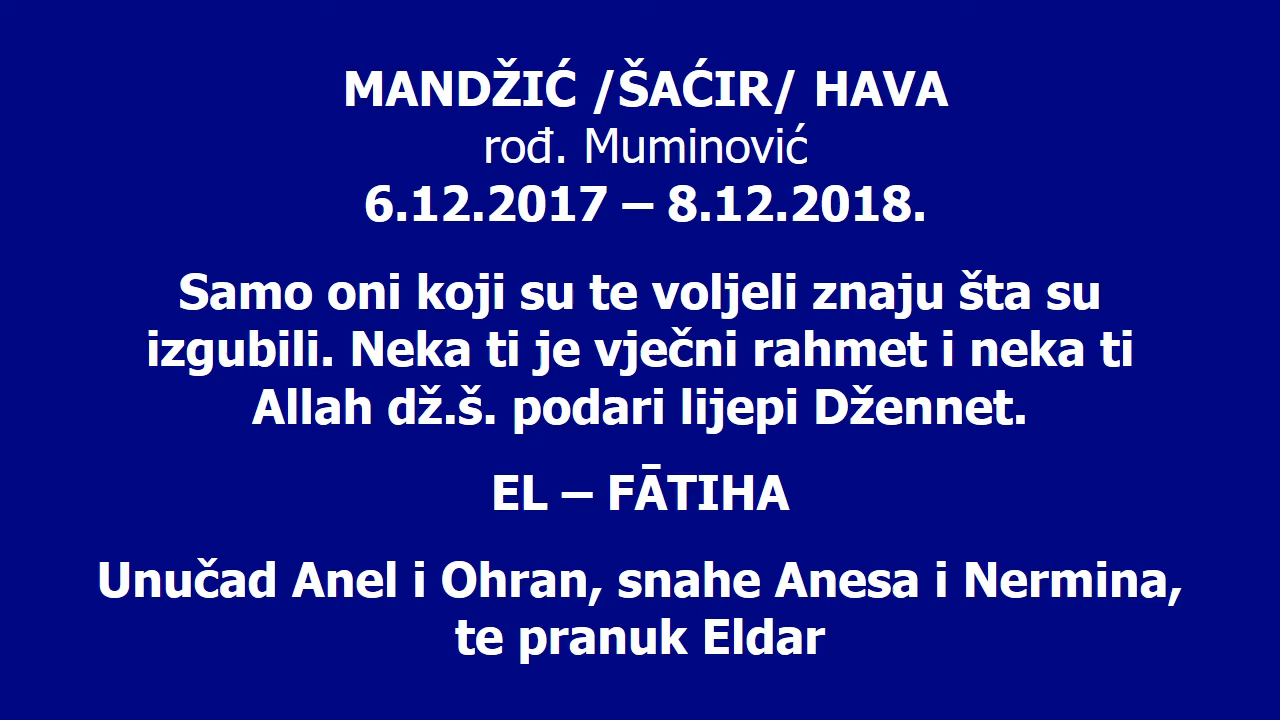 MANDŽIĆ /ŠAĆIR/ HAVA
rođ. Muminović
6.12.2017 – 8.12.2018.
Samo oni koji su te voljeli znaju šta su
izgubili. Neka ti je vječni rahmet i neka ti
Allah dž.š. podari lijepi Džennet.
EL – FĀTIHA
Unučad Anel i Ohran, snahe Anesa i Nermina,
te pranuk Eldar